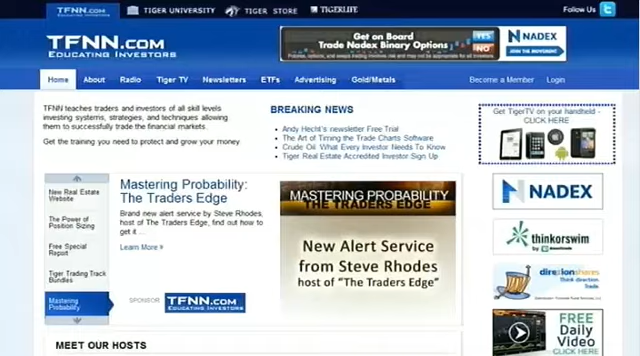 TFNN.com
TIGER UNIVERSITY
TIGER STORE
TIGERLIFE
Follow Us
TFNN.COM
EDUCATING INVESTORS
Get on Board
Trade Nadex Binary Options
YES
NO
NADEX
JOIN THE MOVEMENT
Home
About
Radio
Tiger TV
Newsletters
ETFs
Advertising
Gold/Metals
Become a Member
Login
TFNN teaches traders and investors of all skill levels
investing systems, strategies, and techniques allowing
them to successfully trade the financial markets.
Get the training you need to protect and grow your money
BREAKING NEWS
Andy Hecht's newsletter Free Trial
The Art of Timing the Trade Charts Software
Crude Oil: What Every Investor Needs To Know
Tiger Real Estate Accredited Investor Sign Up
Get TigerTV on your handheld -
CLICK HERE
New Real Estate
Website
The Power of
Position Sizing
Free Special
Report
Tiger Trading Track
Bundles
Mastering
Probability
Mastering Probability:
The Traders Edge
Brand new alert service by Steve Rhodes,
host of The Traders Edge, find out how to
get it ...
Learn More
SPONSOR
TFNN.COM
EDUCATING INVESTORS
MASTERING PROBABILITY
THE TRADERS EDGE
New Alert Service
from Steve Rhodes
host of "The Traders Edge"
NADEX
thinkorswim
direxionshares
Think direction
Trade
FREE
Daily
Video
CLICK HERE
MEET OUR HOSTS